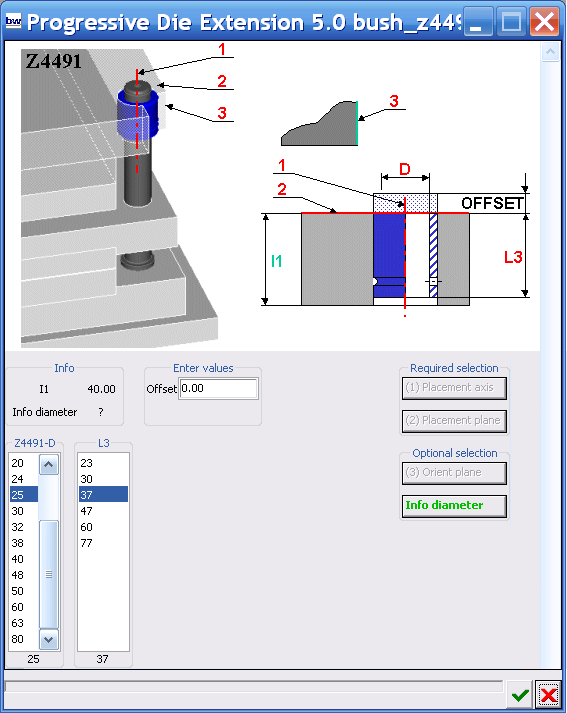 bw Progressive Die Extension 5.0 bush_z449
Z4491
1
2
3
3
1
2
D
OFFSET
l1
L3
Info
I1 40.00
Info diameter ?
Enter values
Offset 0.00
Required selection
(1) Placement axis
(2) Placement plane
Optional selection
(3) Orient plane
Info diameter
Z4491-D
20
24
25
30
32
38
40
48
50
60
63
80
25
L3
23
30
37
47
60
77
37